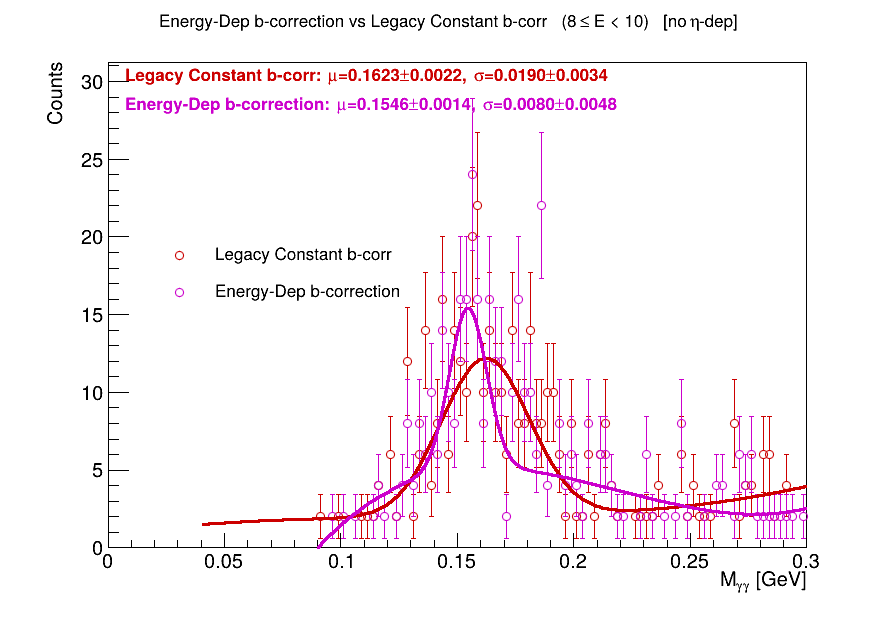 Energy-Dep b-correction vs Legacy Constant b-corr (8 ≤ E < 10) [no η-dep]
Counts
30
25
20
15
10
5
0
Legacy Constant b-corr: μ=0.1623±0.0022, σ=0.0190±0.0034
Energy-Dep b-correction: μ=0.1546±0.0014, σ=0.0080±0.0048
Legacy Constant b-corr
Energy-Dep b-correction
0 0.05 0.1 0.15 0.2 0.25 0.3
Mγγ [GeV]